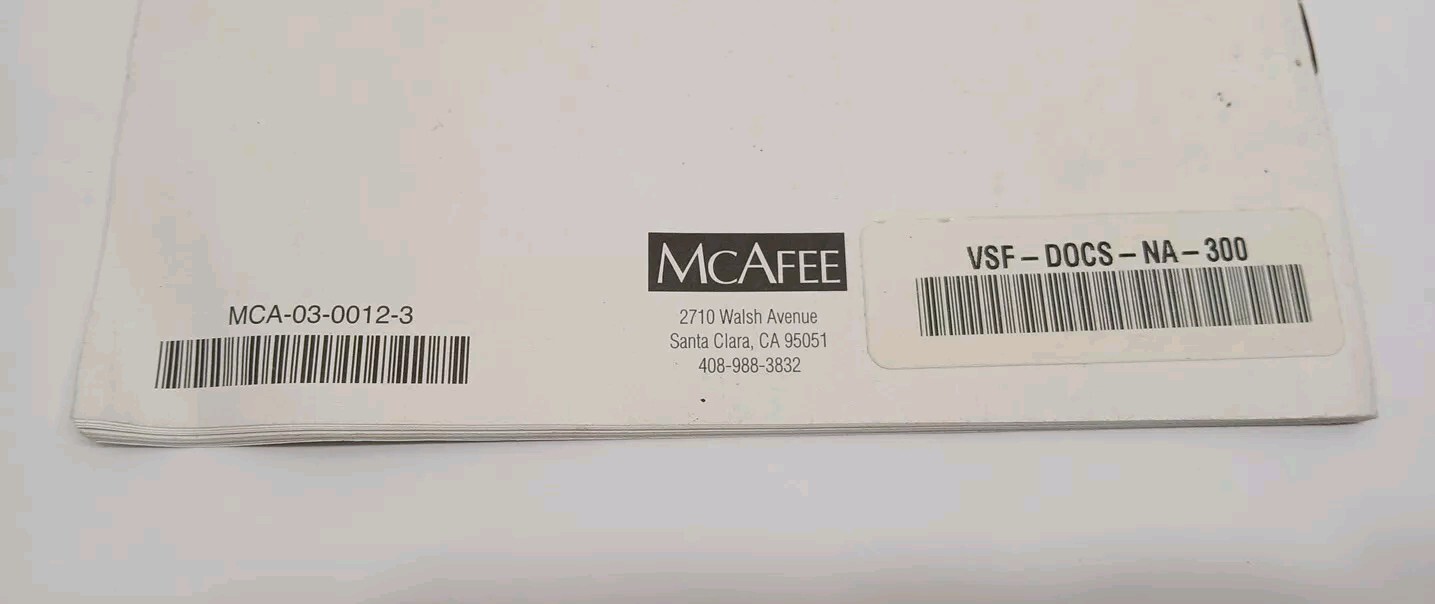 MCAFEE
2710 Walsh Avenue
Santa Clara, CA 95051
408-988-3832
VSF-DOCS-NA-300
MCA-03-0012-3